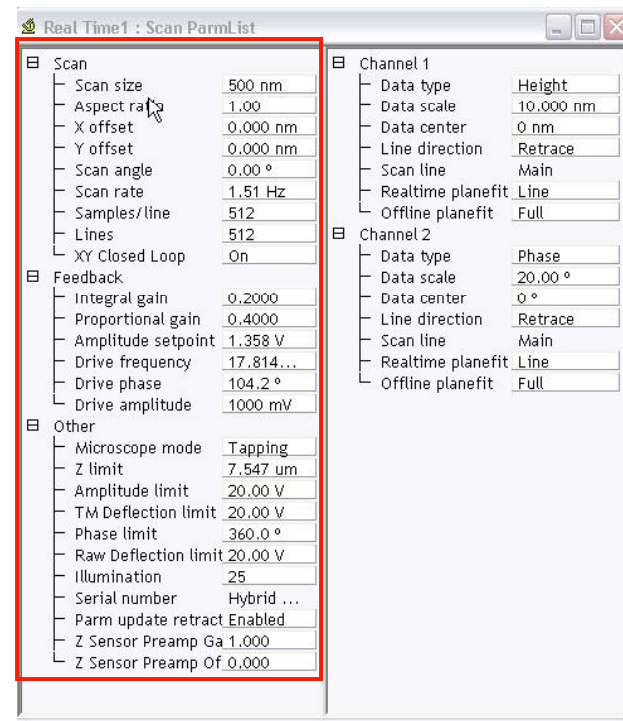 Real Time1 : Scan ParmList
Scan
Scan size 500 nm
Aspect ratio 1.00
X offset 0.000 nm
Y offset 0.000 nm
Scan angle 0.00 º
Scan rate 1.51 Hz
Samples/line 512
Lines 512
XY Closed Loop On
Feedback
Integral gain 0.2000
Proportional gain 0.4000
Amplitude setpoint 1.358 V
Drive frequency 17.814...
Drive phase 104.2 º
Drive amplitude 1000 mV
Other
Microscope mode Tapping
Z limit 7.547 um
Amplitude limit 20.00 V
TM Deflection limit 20.00 V
Phase limit 360.0 º
Raw Deflection limit 20.00 V
Illumination 25
Serial number Hybrid ...
Parm update retract Enabled
Z Sensor Preamp Ga 1.000
Z Sensor Preamp Of 0.000
Channel 1
Data type Height
Data scale 10.000 nm
Data center 0 nm
Line direction Retrace
Scan line Main
Realtime planefit Line
Offline planefit Full
Channel 2
Data type Phase
Data scale 20.00 º
Data center 0 º
Line direction Retrace
Scan line Main
Realtime planefit Line
Offline planefit Full